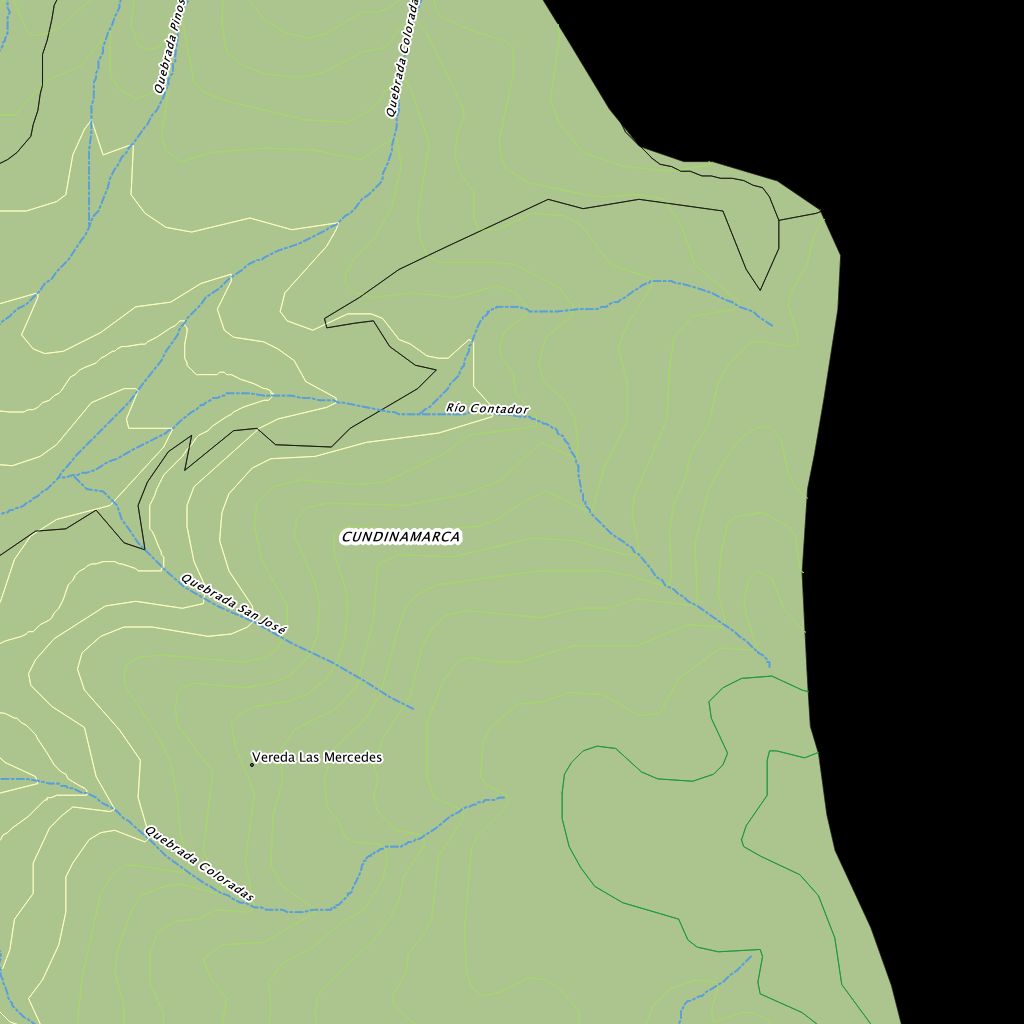 Quebrada Pinos
Quebrada Colorada
Río Contador
CUNDINAMARCA
Quebrada San José
Vereda Las Mercedes
Quebrada Coloradas